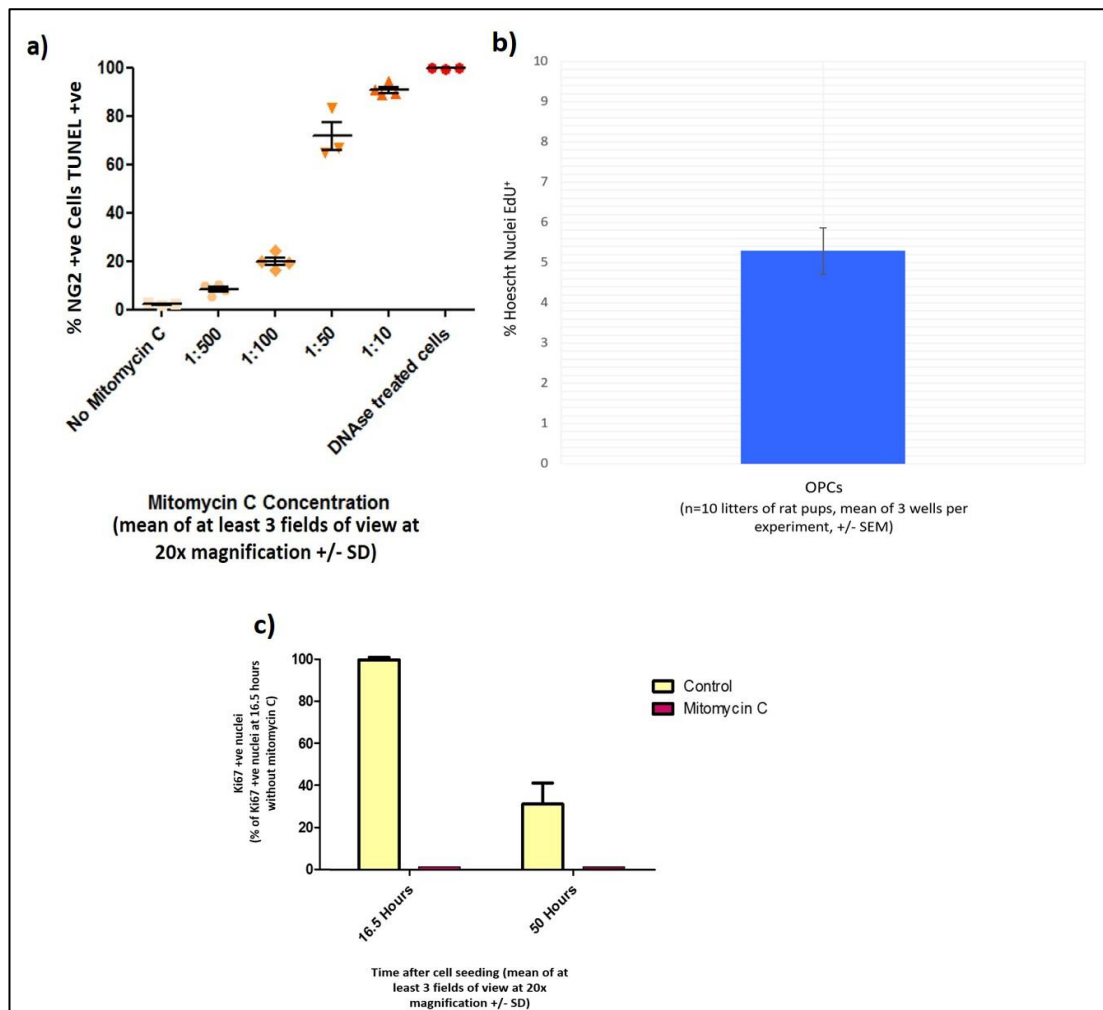 a)
% NG2 +ve Cells TUNEL +ve
100
80
60
40
20
0
No Mitomycin C
1:500
1:100
1:50
1:10
DNAse treated cells
Mitomycin C Concentration
(mean of at least 3 fields of view at
20x magnification +/- SD)
b)
% Hoescht Nuclei EdU⁺
10
9
8
7
6
5
4
3
2
1
0
OPCs
(n=10 litters of rat pups, mean of 3 wells per
experiment, +/- SEM)
c)
Ki67 +ve nuclei
(% of Ki67 +ve nuclei at 16.5 hours
without mitomycin C)
100
80
60
40
20
0
16.5 Hours
50 Hours
Control
Mitomycin C
Time after cell seeding (mean of at
least 3 fields of view at 20x
magnification +/- SD)